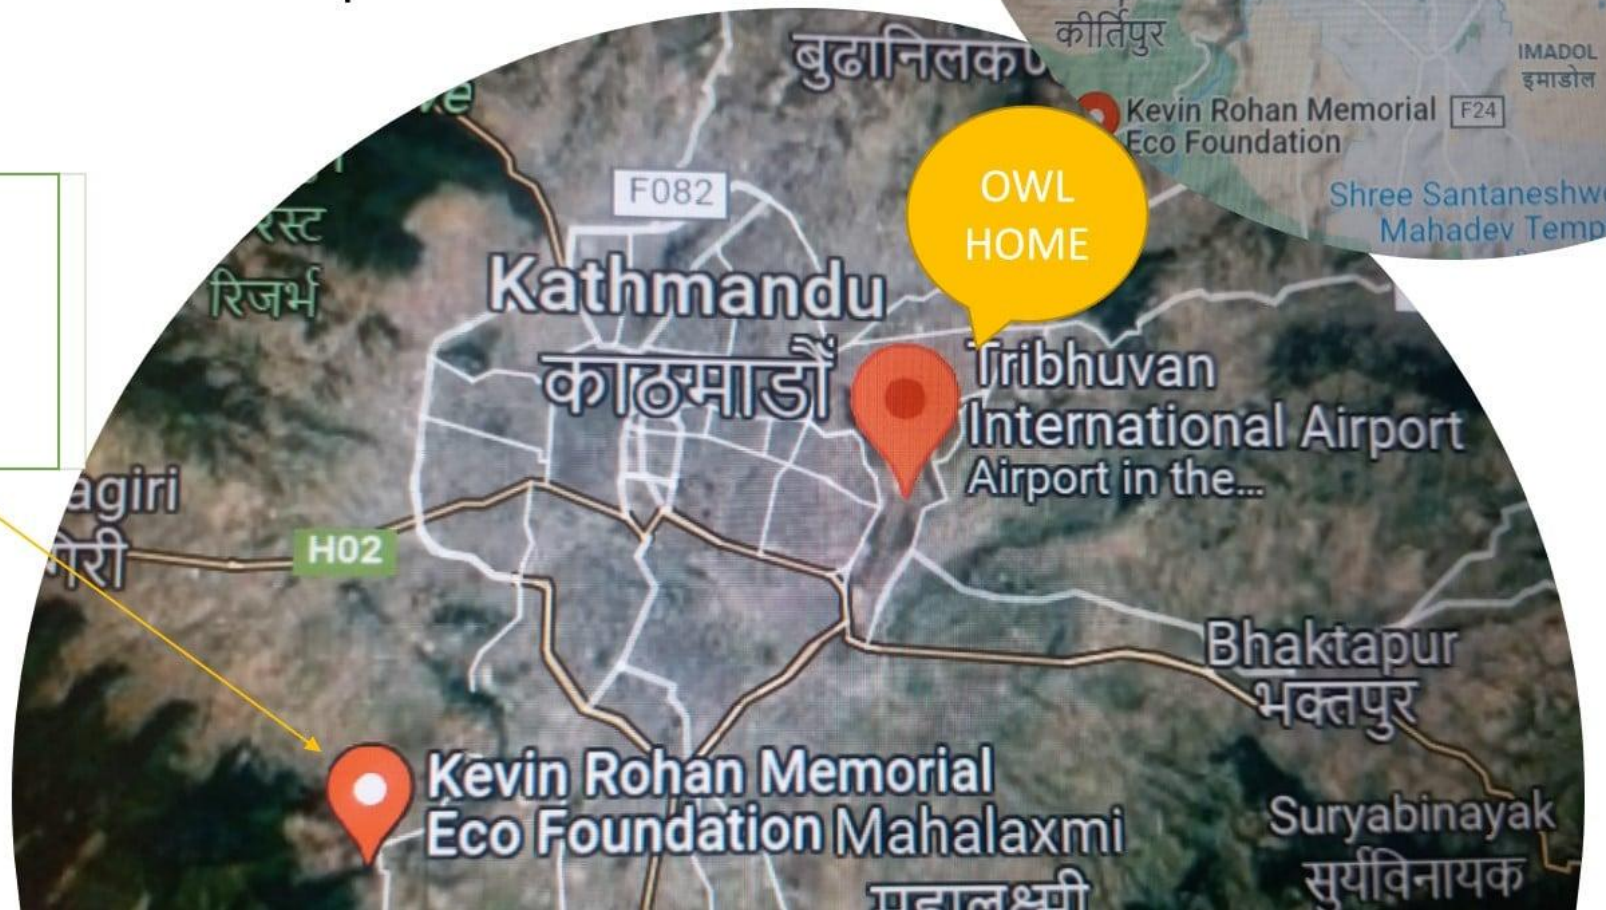 बुढानिलकण
कीर्तिपुर
IMADOL
इमाडोल
Kevin Rohan Memorial F24
Eco Foundation
Shree Santaneshw
Mahadev Temp
OWL
HOME
F082
रिजर्भ
Kathmandu
काठमाडौं
Tribhuvan
International Airport
Airport in the...
agiri
H02
Bhaktapur
भक्तपुर
Kevin Rohan Memorial
Eco Foundation
Mahalaxmi
महालक्ष्मी
Suryabinayak
सुर्यविनायक